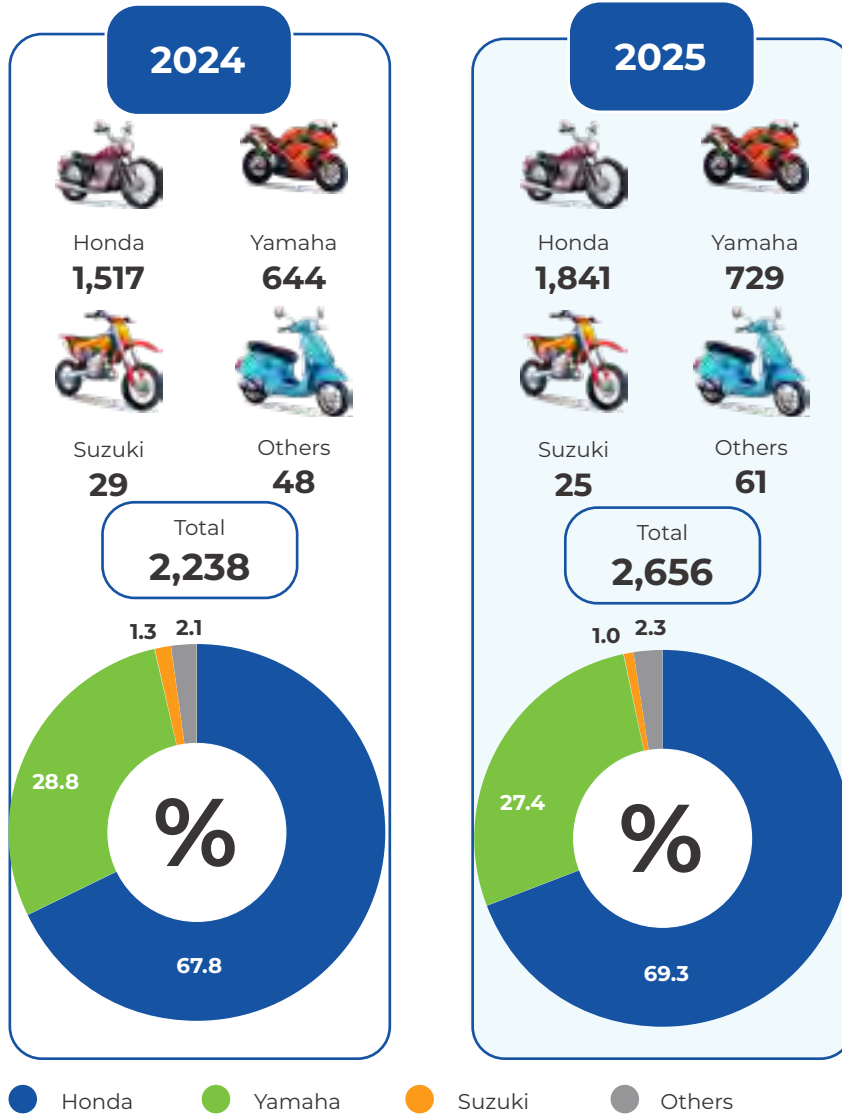 2024
Honda Yamaha
1,517 644
Suzuki Others
29 48
Total
2,238
1.3 2.1
28.8
%
67.8
2025
Honda Yamaha
1,841 729
Suzuki Others
25 61
Total
2,656
1.0 2.3
27.4
%
69.3
Honda Yamaha Suzuki Others